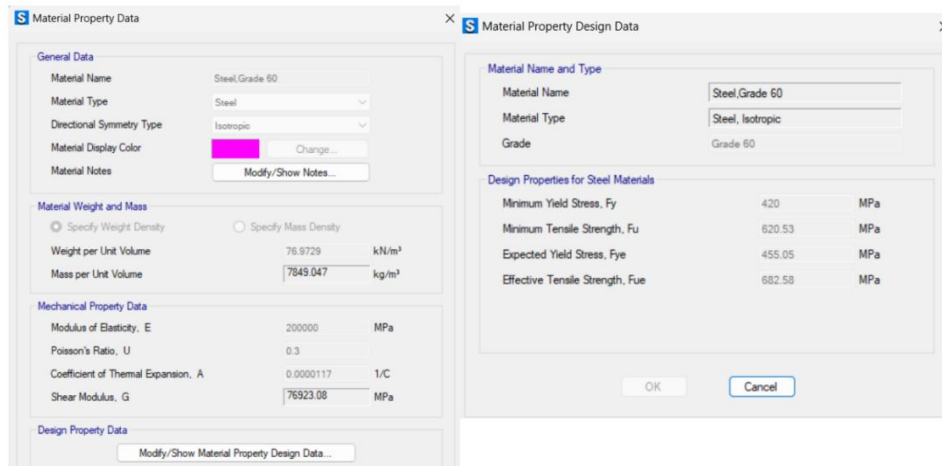 Material Property Data
General Data
Material Name Steel,Grade 60
Material Type Steel
Directional Symmetry Type Isotropic
Material Display Color Change...
Material Notes Modify/Show Notes...
Material Weight and Mass
Specify Weight Density Specify Mass Density
Weight per Unit Volume 76.9729 kN/m³
Mass per Unit Volume 7849.047 kg/m³
Mechanical Property Data
Modulus of Elasticity, E 200000 MPa
Poisson's Ratio, U 0.3
Coefficient of Thermal Expansion, A 0.0000117 1/C
Shear Modulus, G 76923.08 MPa
Design Property Data
Modify/Show Material Property Design Data...
Material Property Design Data
Material Name and Type
Material Name Steel,Grade 60
Material Type Steel, Isotropic
Grade Grade 60
Design Properties for Steel Materials
Minimum Yield Stress, Fy 420 MPa
Minimum Tensile Strength, Fu 620.53 MPa
Expected Yield Stress, Fye 455.05 MPa
Effective Tensile Strength, Fue 682.58 MPa
OK Cancel